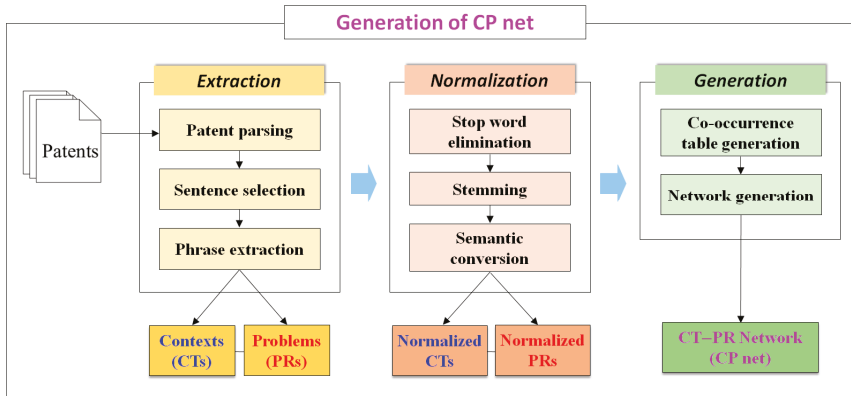 Generation of CP net
Patents
Extraction
Patent parsing
Sentence selection
Phrase extraction
Contexts
(CTs)
Problems
(PRs)
Normalization
Stop word
elimination
Stemming
Semantic
conversion
Normalized
CTs
Normalized
PRs
Generation
Co-occurrence
table generation
Network generation
CT–PR Network
(CP net)